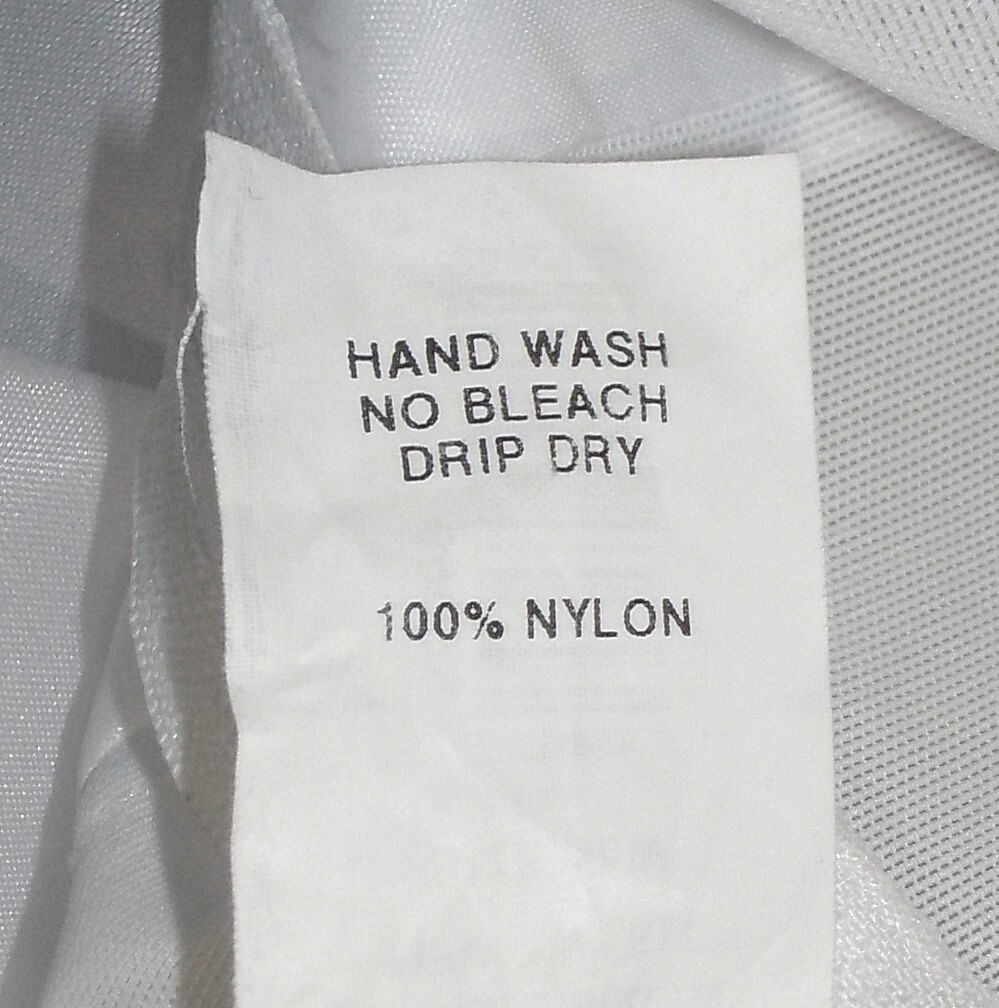 HAND WASH
NO BLEACH
DRIP DRY
100% NYLON